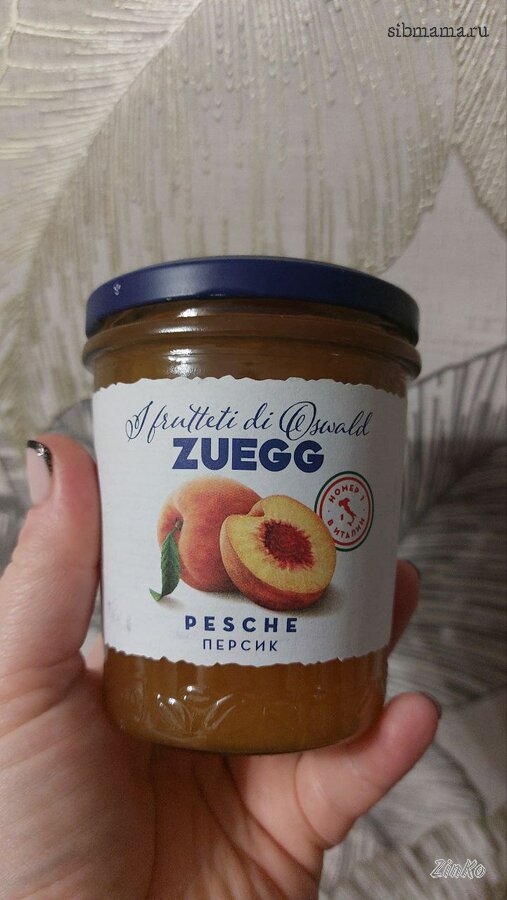 sibmama.ru
I frutteti di Oswald
ZUEGG
НОМЕР 1
В ИТАЛИИ
PESCHE
ПЕРСИК
ZinKo